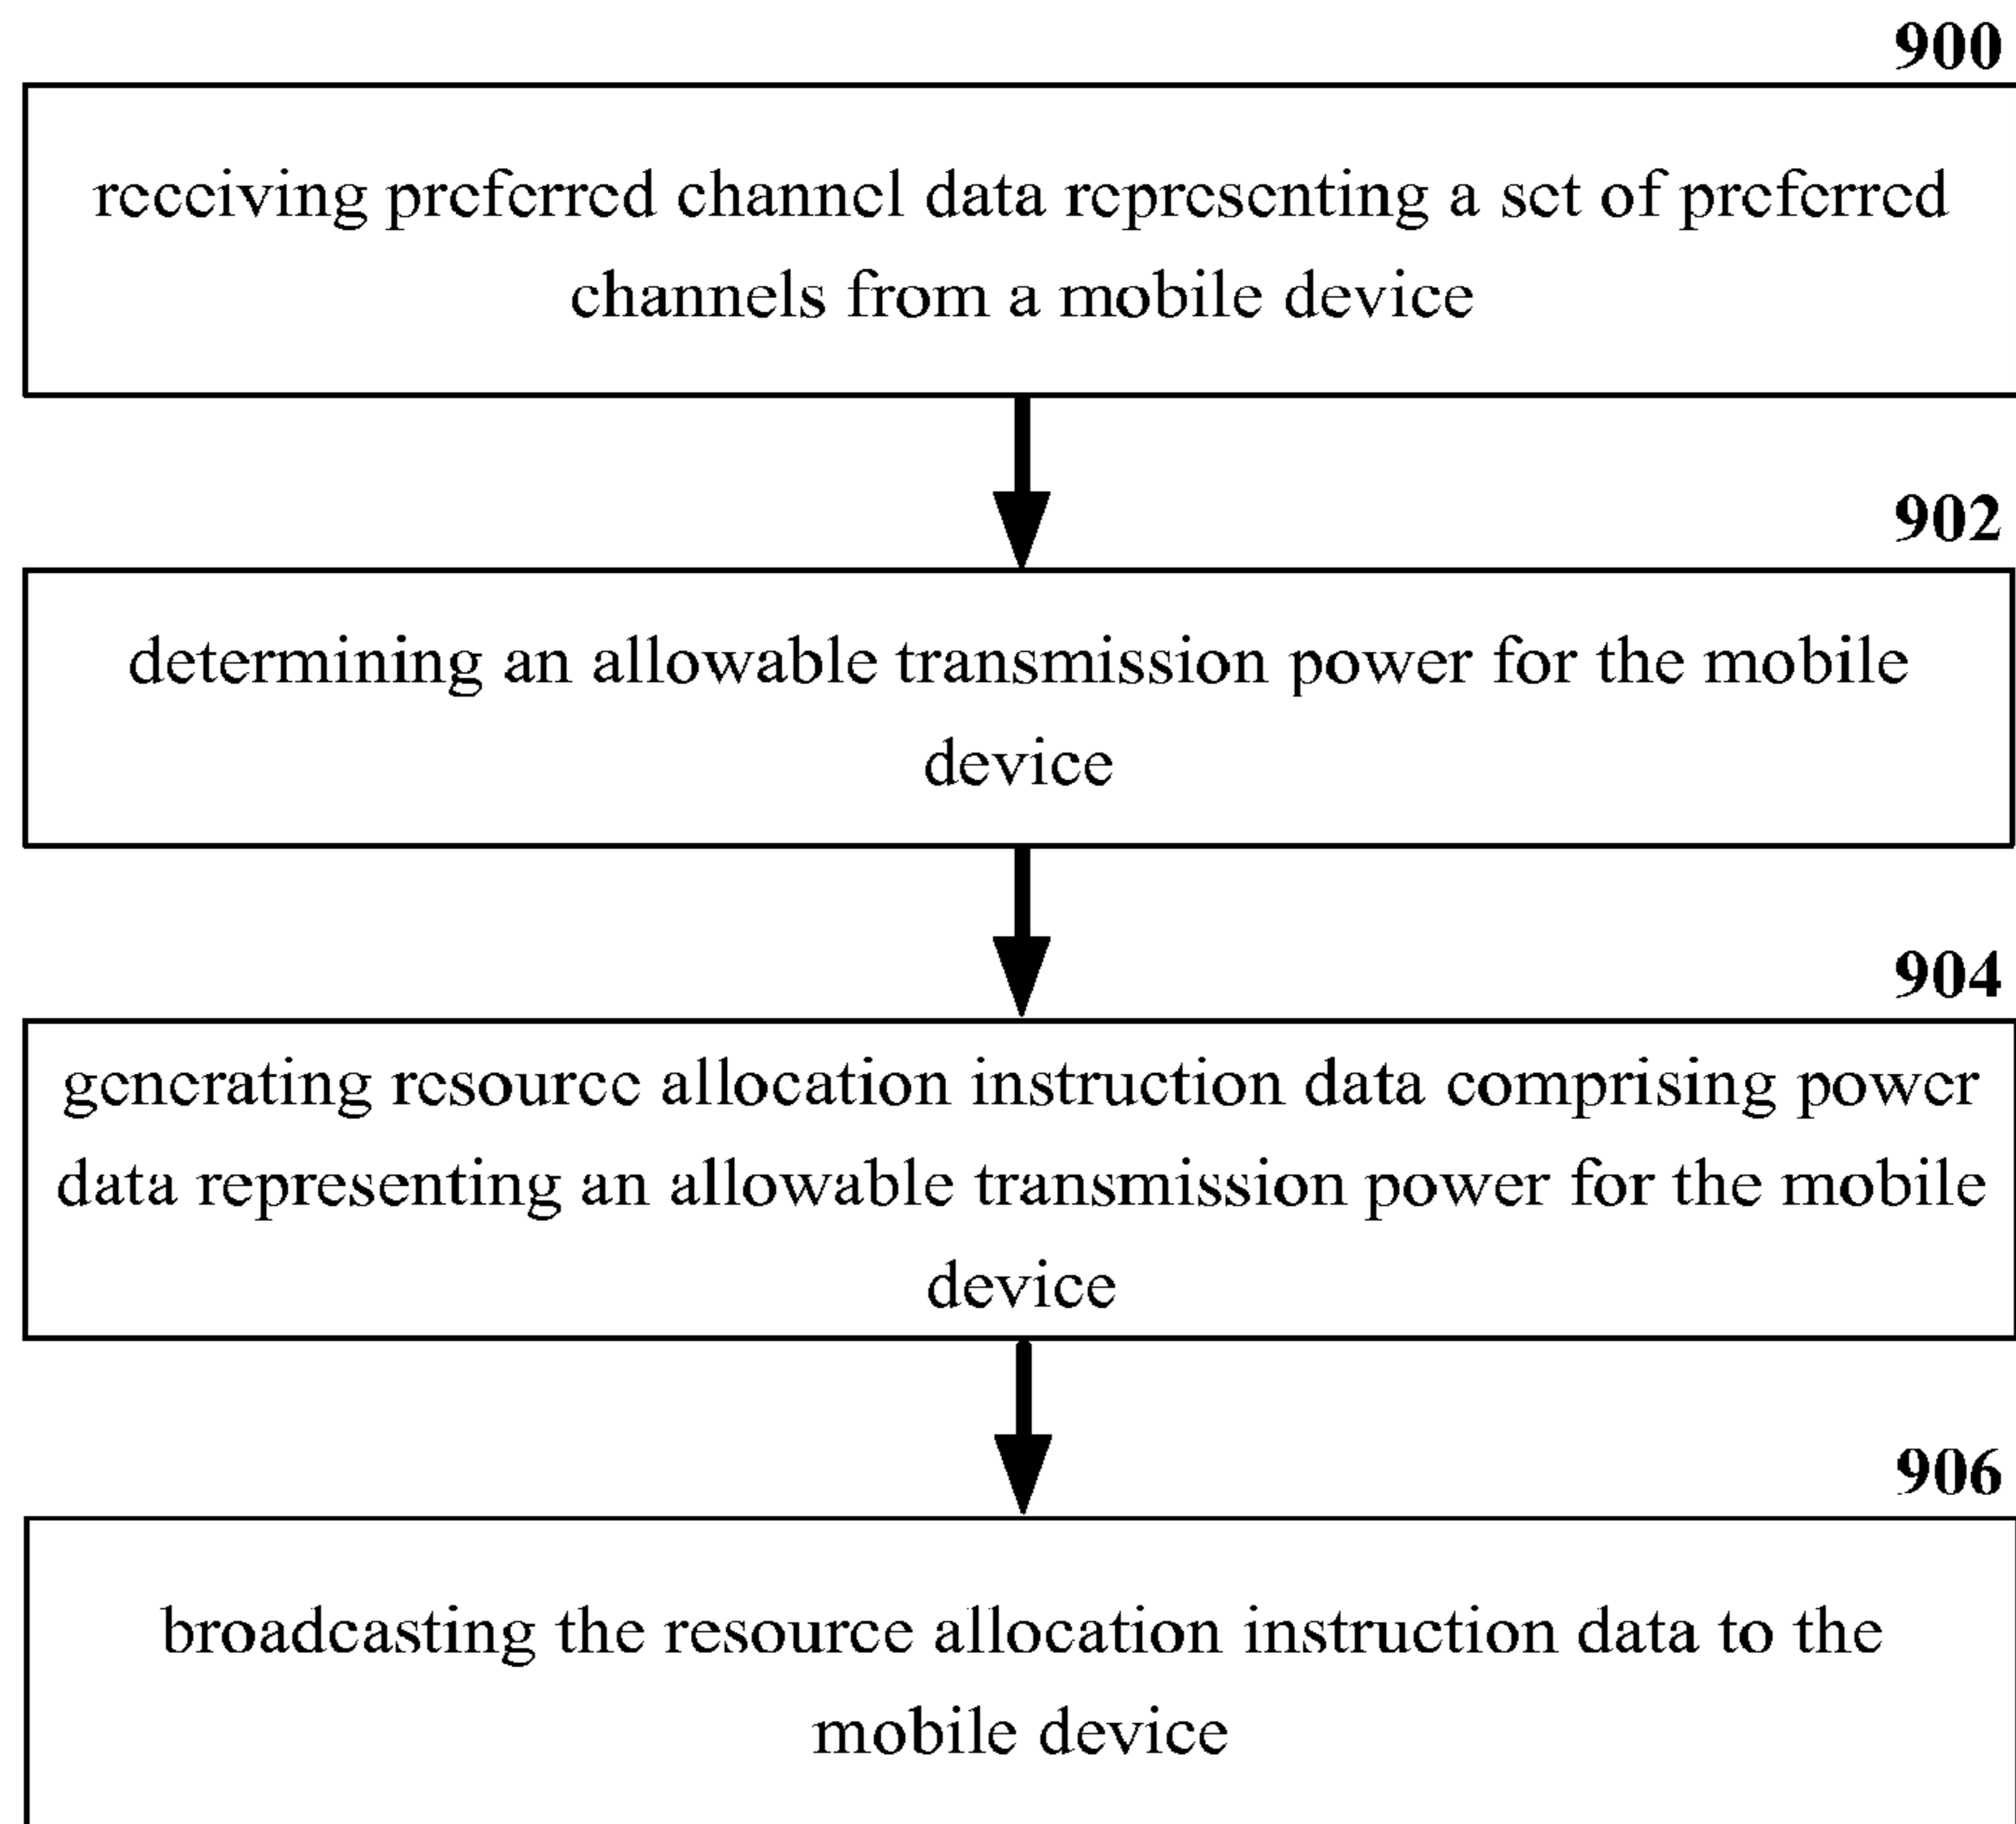 900
receiving preferred channel data representing a set of preferred
channels from a mobile device
902
determining an allowable transmission power for the mobile
device
904
generating resource allocation instruction data comprising power
data representing an allowable transmission power for the mobile
device
906
broadcasting the resource allocation instruction data to the
mobile device